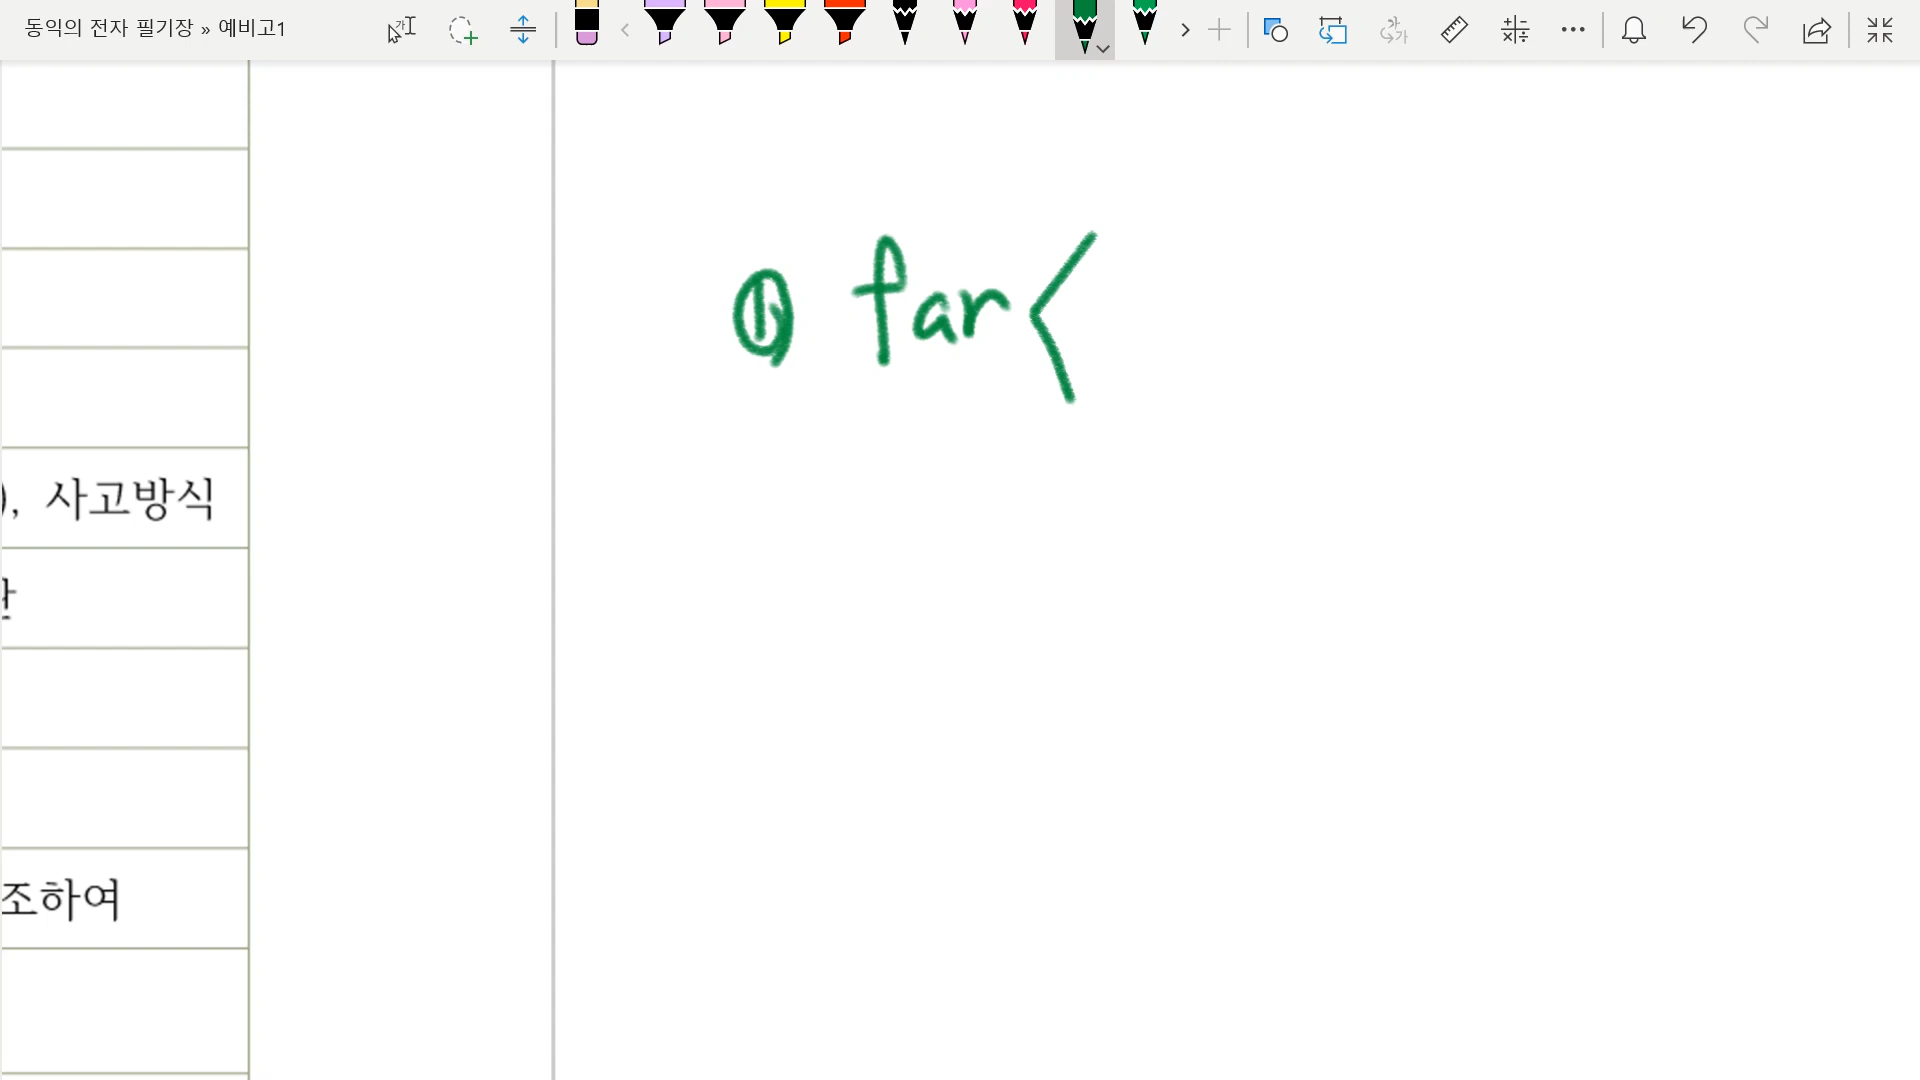 동익의 전자 필기장 » 예비고1
① far <
), 사고방식
조하여